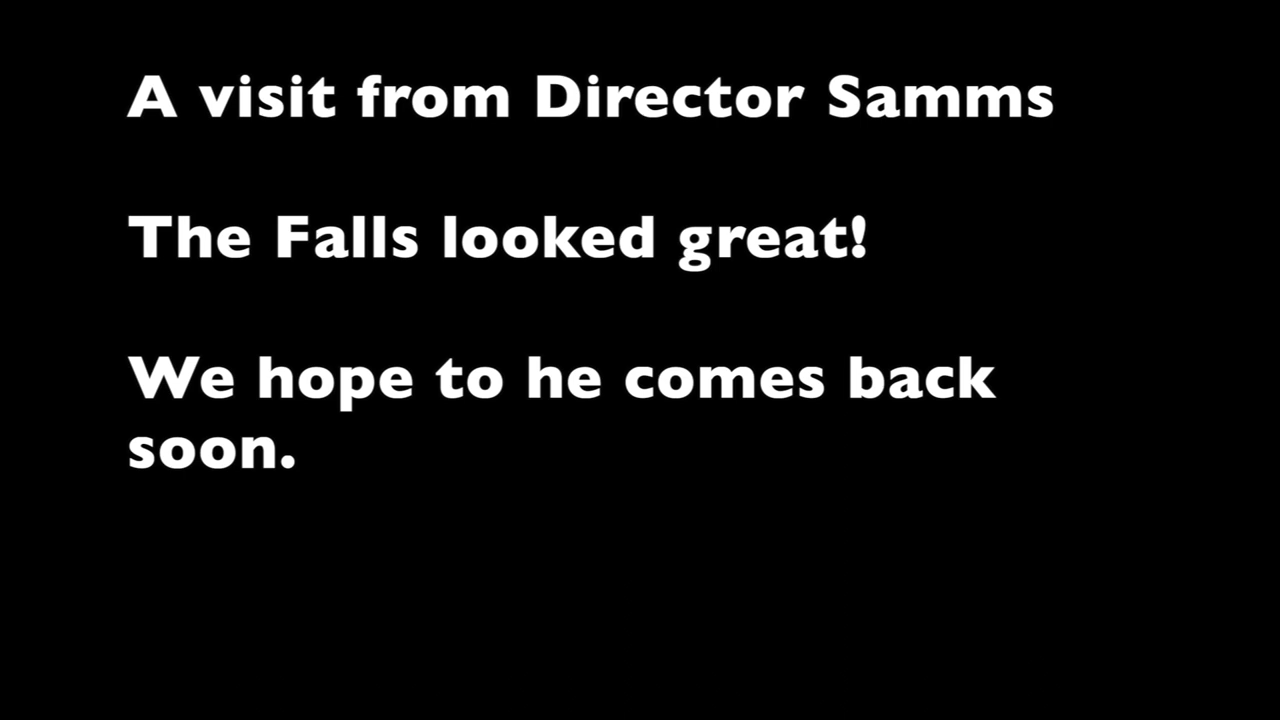 A visit from Director Samms
The Falls looked great!
We hope to he comes back
soon.